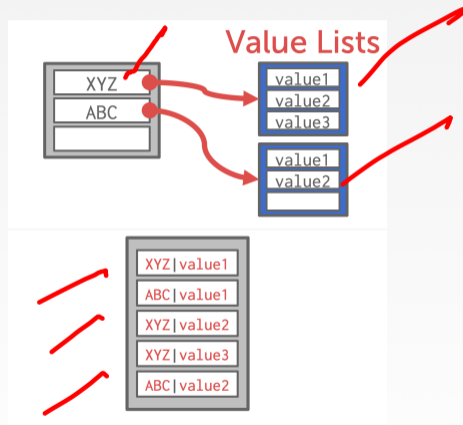 Value Lists
XYZ
ABC
value1
value2
value3
value1
value2
XYZ|value1
ABC|value1
XYZ|value2
XYZ|value3
ABC|value2